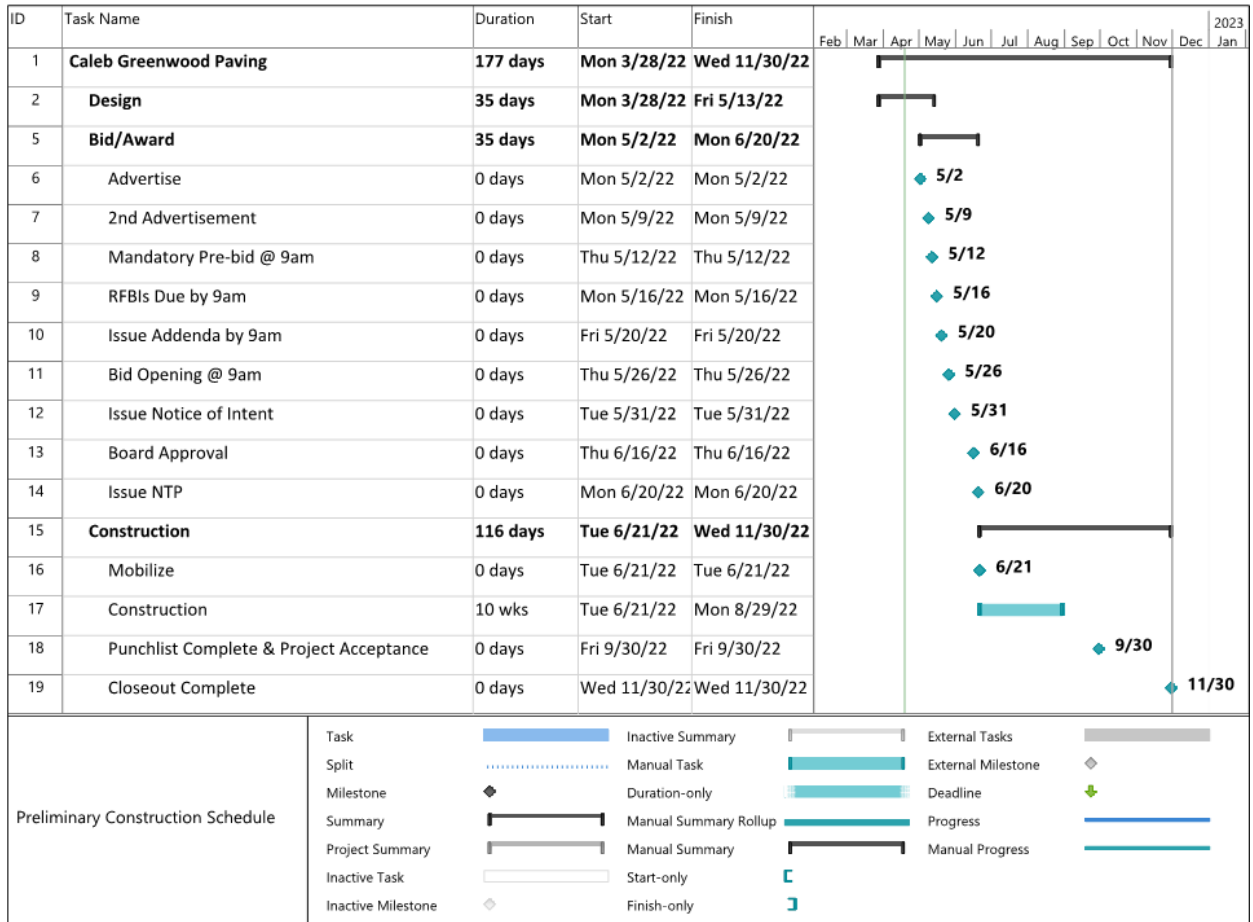 ID Task Name Duration Start Finish 2023
Feb Mar Apr May Jun Jul Aug Sep Oct Nov Dec Jan
1 Caleb Greenwood Paving 177 days Mon 3/28/22 Wed 11/30/22
2 Design 35 days Mon 3/28/22 Fri 5/13/22
5 Bid/Award 35 days Mon 5/2/22 Mon 6/20/22
6 Advertise 0 days Mon 5/2/22 Mon 5/2/22 5/2
7 2nd Advertisement 0 days Mon 5/9/22 Mon 5/9/22 5/9
8 Mandatory Pre-bid @ 9am 0 days Thu 5/12/22 Thu 5/12/22 5/12
9 RFBIs Due by 9am 0 days Mon 5/16/22 Mon 5/16/22 5/16
10 Issue Addenda by 9am 0 days Fri 5/20/22 Fri 5/20/22 5/20
11 Bid Opening @ 9am 0 days Thu 5/26/22 Thu 5/26/22 5/26
12 Issue Notice of Intent 0 days Tue 5/31/22 Tue 5/31/22 5/31
13 Board Approval 0 days Thu 6/16/22 Thu 6/16/22 6/16
14 Issue NTP 0 days Mon 6/20/22 Mon 6/20/22 6/20
15 Construction 116 days Tue 6/21/22 Wed 11/30/22
16 Mobilize 0 days Tue 6/21/22 Tue 6/21/22 6/21
17 Construction 10 wks Tue 6/21/22 Mon 8/29/22
18 Punchlist Complete & Project Acceptance 0 days Fri 9/30/22 Fri 9/30/22 9/30
19 Closeout Complete 0 days Wed 11/30/22 Wed 11/30/22 11/30
Preliminary Construction Schedule
Task Inactive Summary External Tasks
Split Manual Task External Milestone
Milestone Duration-only Deadline
Summary Manual Summary Rollup Progress
Project Summary Manual Summary Manual Progress
Inactive Task Start-only
Inactive Milestone Finish-only